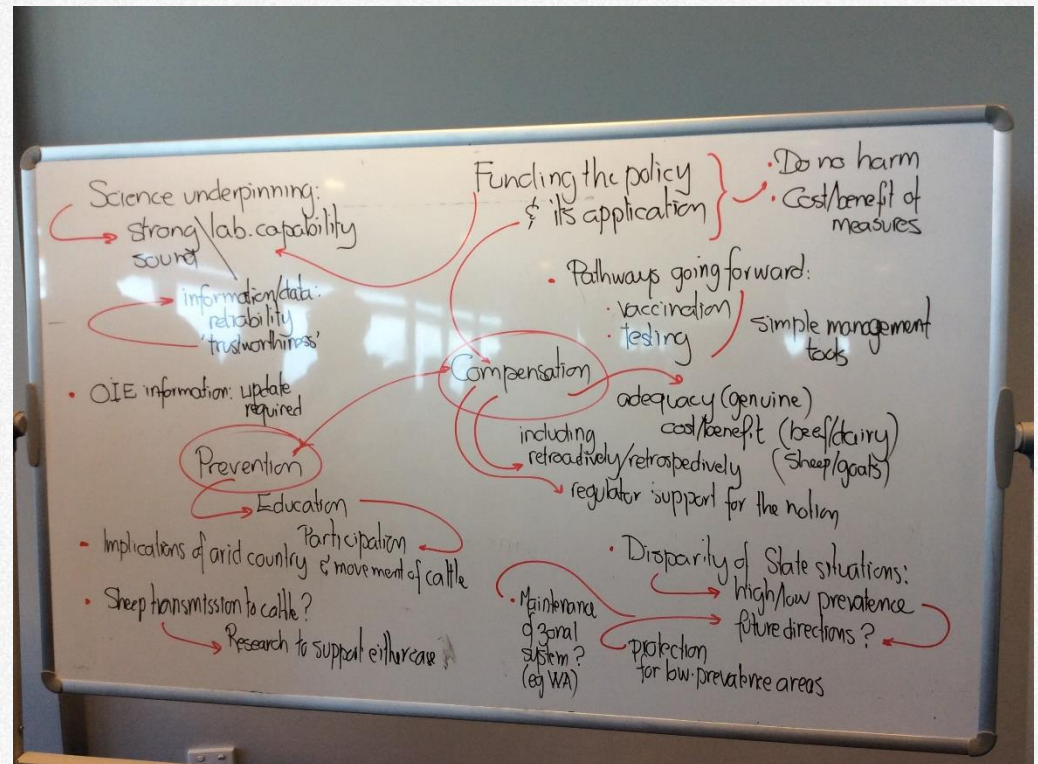 Science underpinning:
strong lab. capability
sound
information/data:
reliability
'trustworthiness'
• OIE information: update
required
Prevention
Education
Participation
- Implications of arid country & movement of cattle
• Sheep transmission to cattle?
Research to support either case
Funding the policy
& its application
• Do no harm
• Cost/benefit of
measures
• Pathways going forward:
• vaccination
• testing
simple management
tools
Compensation
adequacy (genuine)
cost/benefit (beef/dairy)
(sheep/goats)
including
retroactively/retrospectively
regulator support for the notion
• Disparity of State situations:
high/low prevalence
future directions?
• Maintenance
of zonal
system?
(eg WA)
protection
for low-prevalence areas